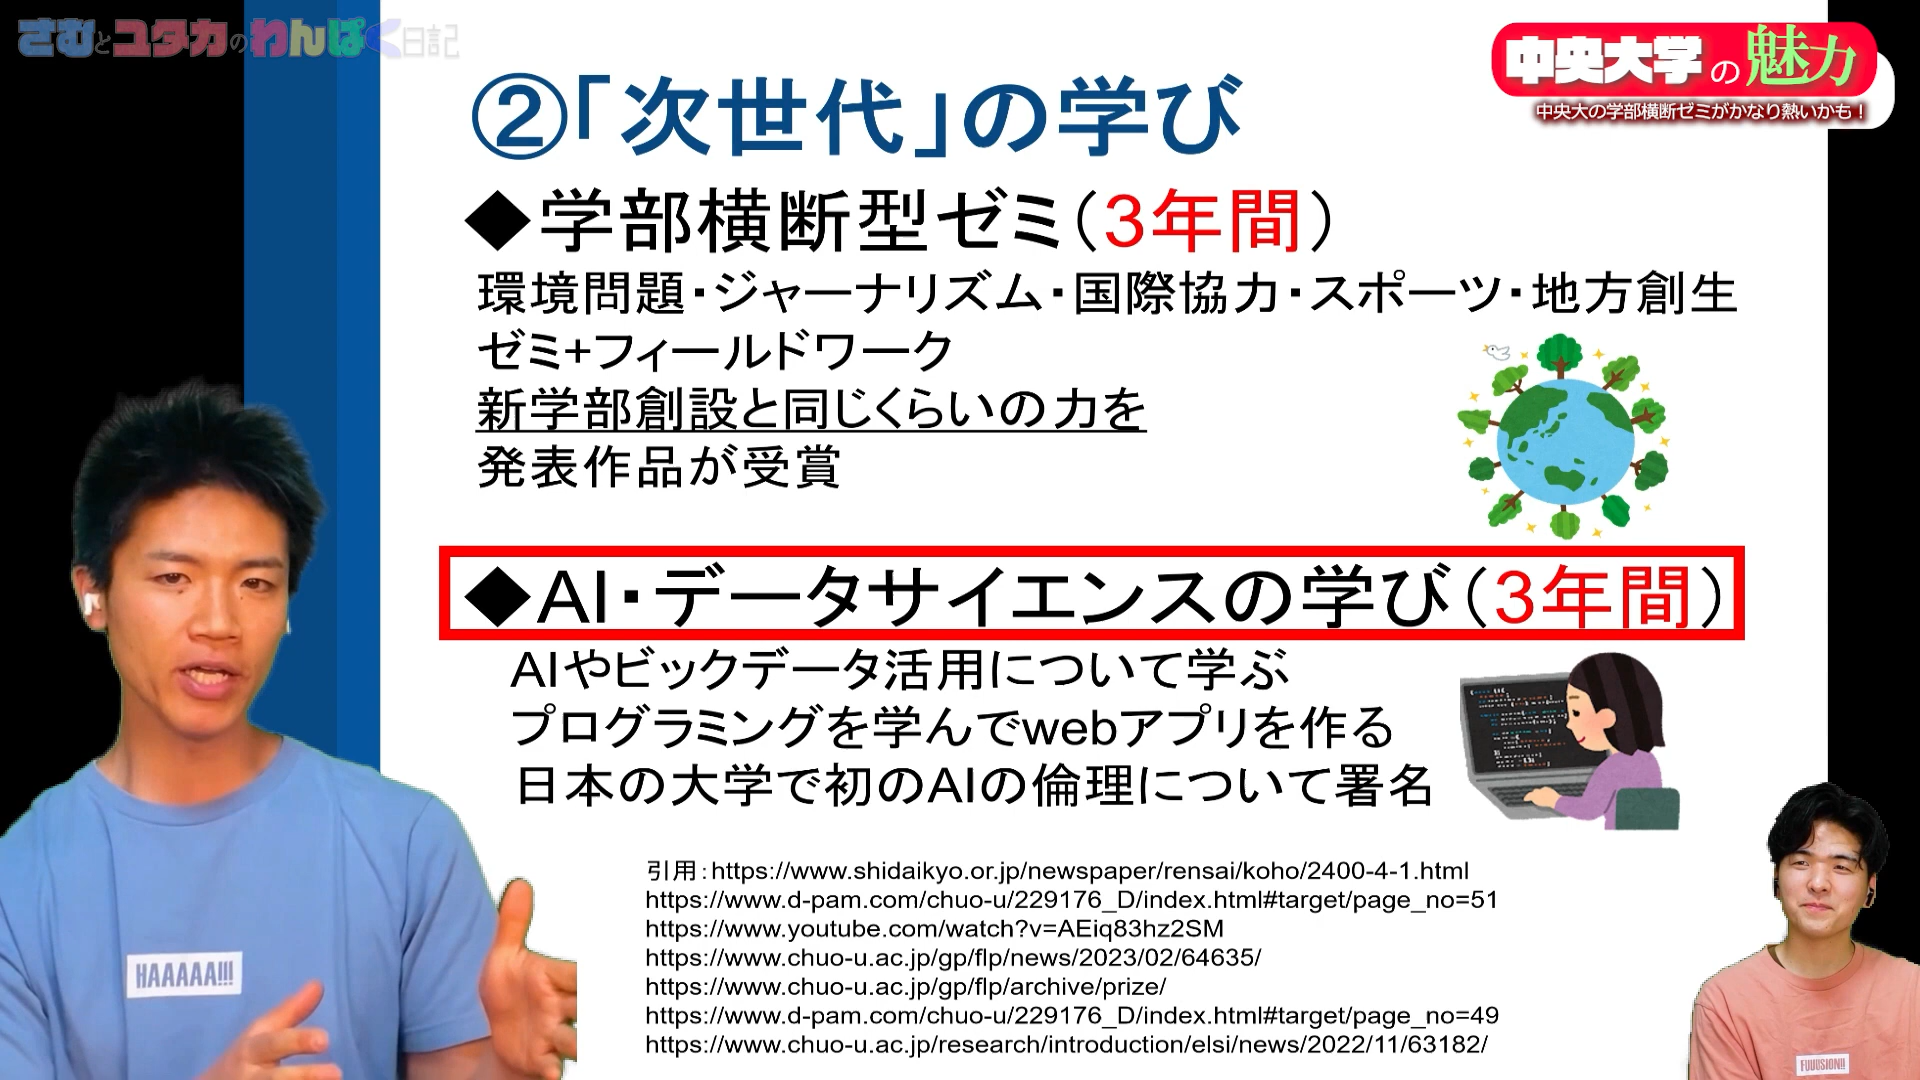 さむとユタカのわんぱく日記
中央大学の魅力
中央大の学部横断ゼミがかなり熱いかも！
②「次世代」の学び
◆学部横断型ゼミ（3年間）
環境問題・ジャーナリズム・国際協力・スポーツ・地方創生
ゼミ+フィールドワーク
新学部創設と同じくらいの力を
発表作品が受賞
◆AI・データサイエンスの学び（3年間）
AIやビックデータ活用について学ぶ
プログラミングを学んでwebアプリを作る
日本の大学で初のAIの倫理について署名
引用：https://www.shidaikyo.or.jp/newspaper/rensai/koho/2400-4-1.html
https://www.d-pam.com/chuo-u/229176_D/index.html#target/page_no=51
https://www.youtube.com/watch?v=AEiq83hz2SM
https://www.chuo-u.ac.jp/gp/flp/news/2023/02/64635/
https://www.chuo-u.ac.jp/gp/flp/archive/prize/
https://www.d-pam.com/chuo-u/229176_D/index.html#target/page_no=49
https://www.chuo-u.ac.jp/research/introduction/elsi/news/2022/11/63182/
HAAAAA!!!
FUUUSION!!